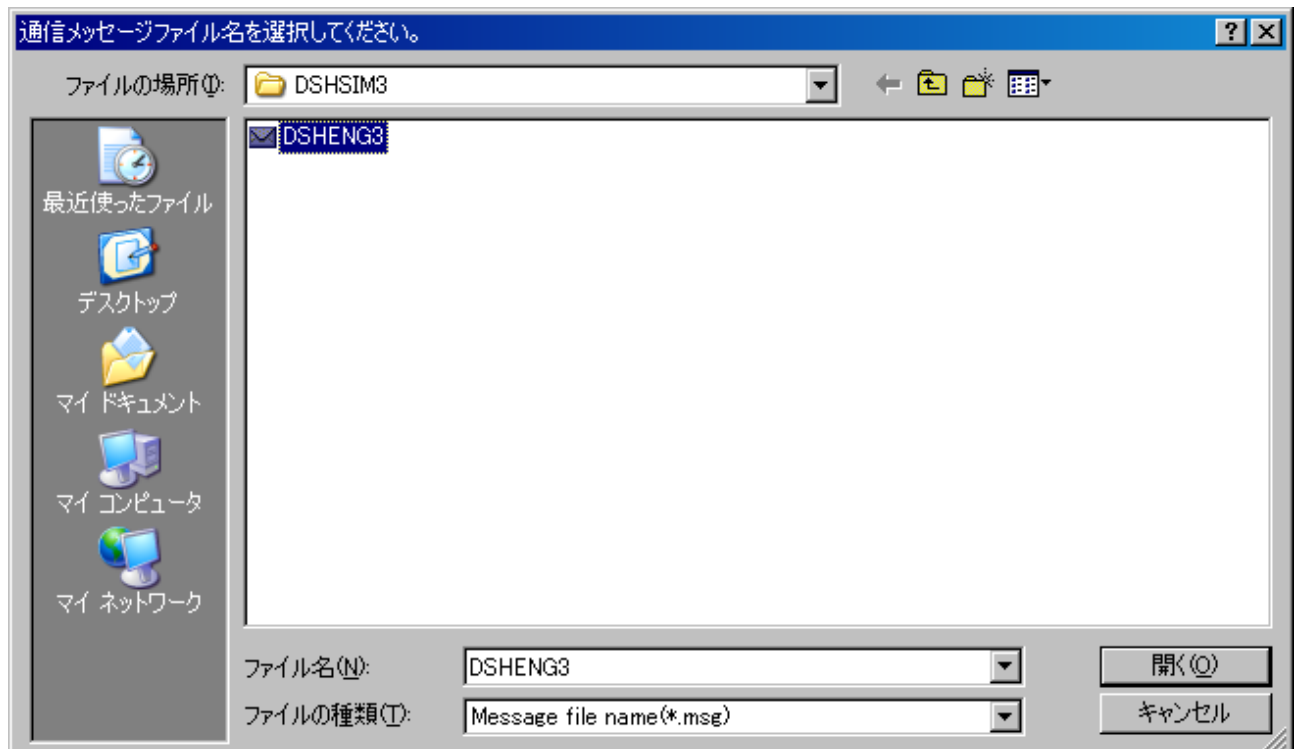 通信メッセージファイル名を選択してください。
ファイルの場所(I):
DSHSIM3
DSHENG3
最近使ったファイル
デスクトップ
マイ ドキュメント
マイ コンピュータ
マイ ネットワーク
ファイル名(N):
DSHENG3
開く(O)
ファイルの種類(T):
Message file name(*.msg)
キャンセル